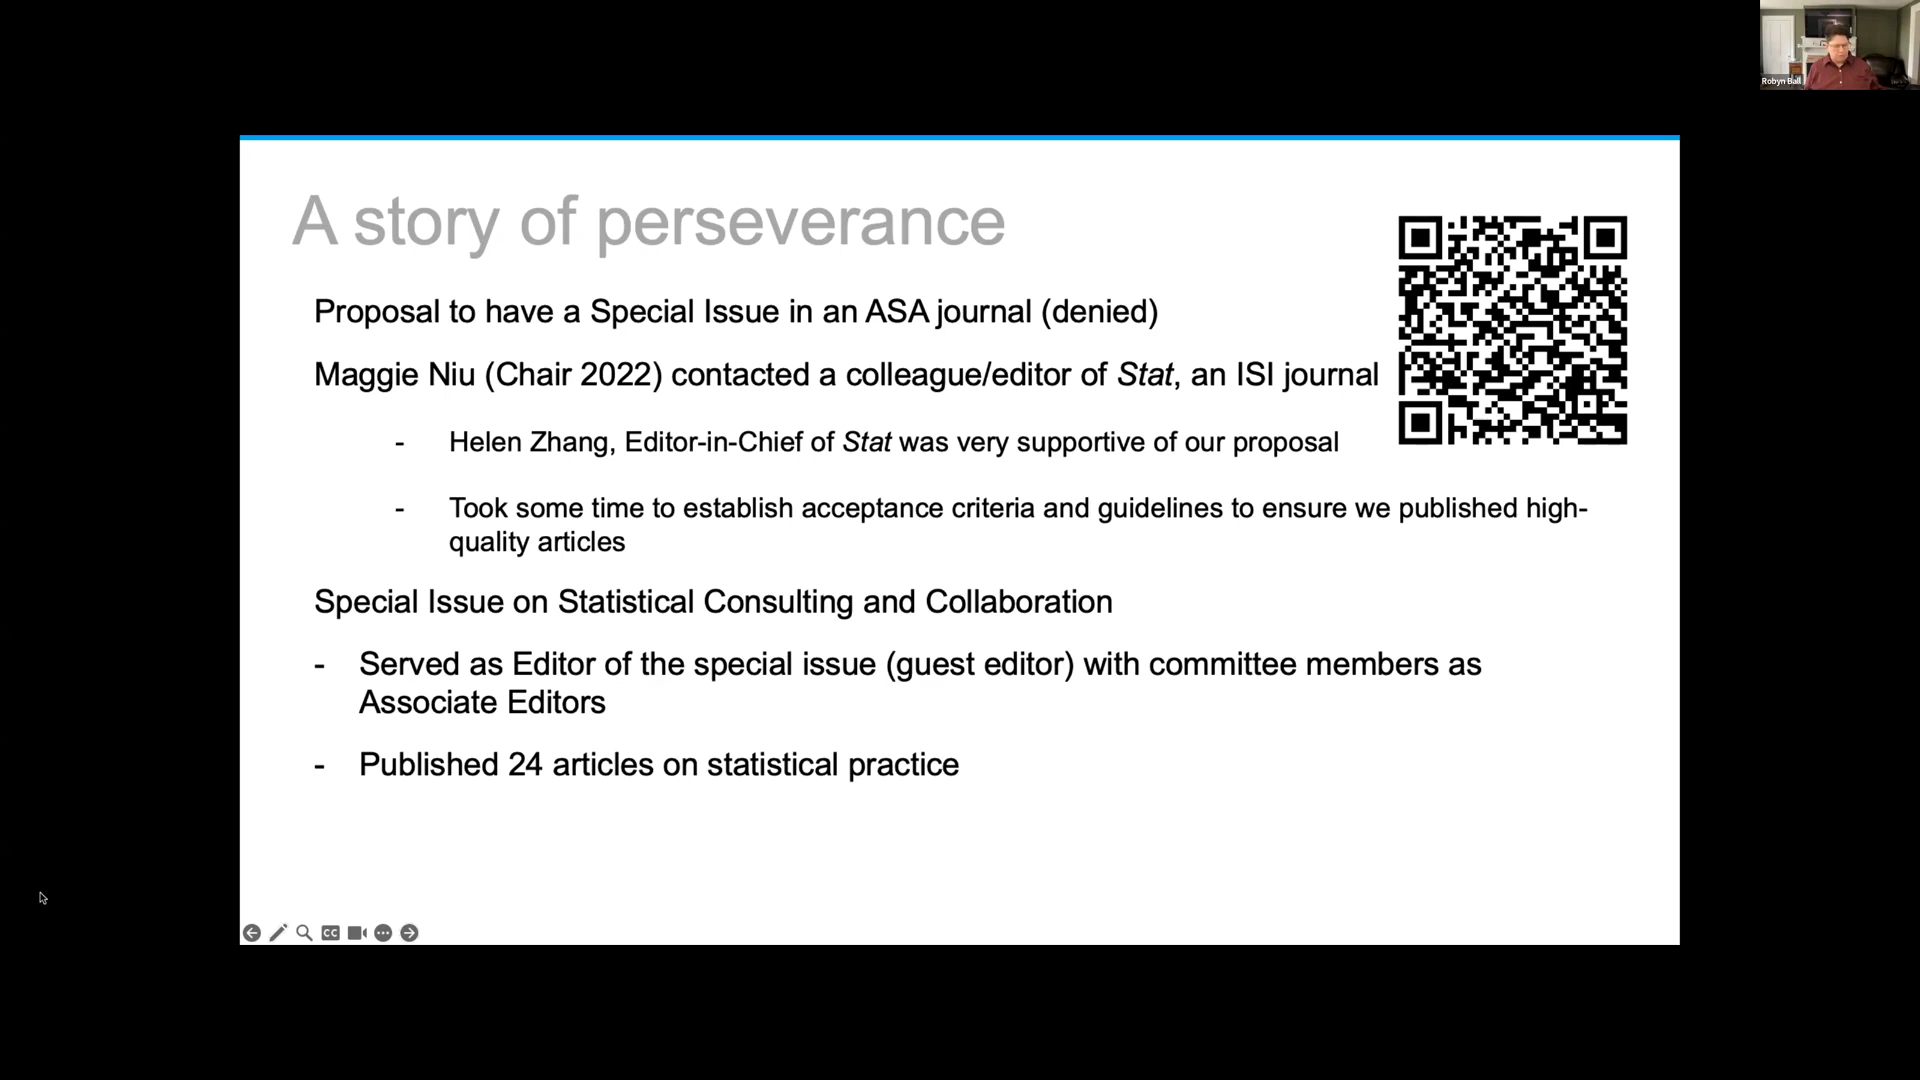 Robyn Ball
A story of perseverance
Proposal to have a Special Issue in an ASA journal (denied)
Maggie Niu (Chair 2022) contacted a colleague/editor of Stat, an ISI journal
- Helen Zhang, Editor-in-Chief of Stat was very supportive of our proposal
- Took some time to establish acceptance criteria and guidelines to ensure we published high-
quality articles
Special Issue on Statistical Consulting and Collaboration
- Served as Editor of the special issue (guest editor) with committee members as
Associate Editors
- Published 24 articles on statistical practice
CC